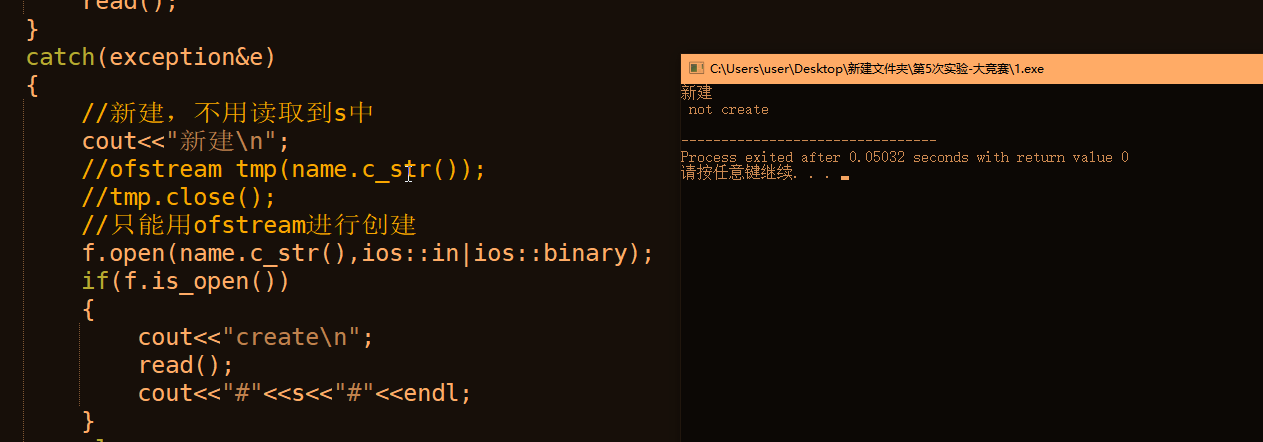 read();
}
catch(exception&e)
{
//新建，不用读取到s中
cout<<"新建\n";
//ofstream tmp(name.c_str());
//tmp.close();
//只能用ofstream进行创建
f.open(name.c_str(),ios::in|ios::binary);
if(f.is_open())
{
cout<<"create\n";
read();
cout<<"#"<<s<<"#"<<endl;
}
C:\Users\user\Desktop\新建文件夹\第5次实验-大竞赛\1.exe
新建
not create
--------------------------------
Process exited after 0.05032 seconds with return value 0
请按任意键继续. . .